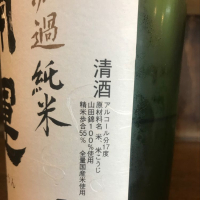 清酒
アルコール分17度
原材料名 米、米こうじ
山田錦100%使用
精米歩合55% 全量国産米使用
過純米
運